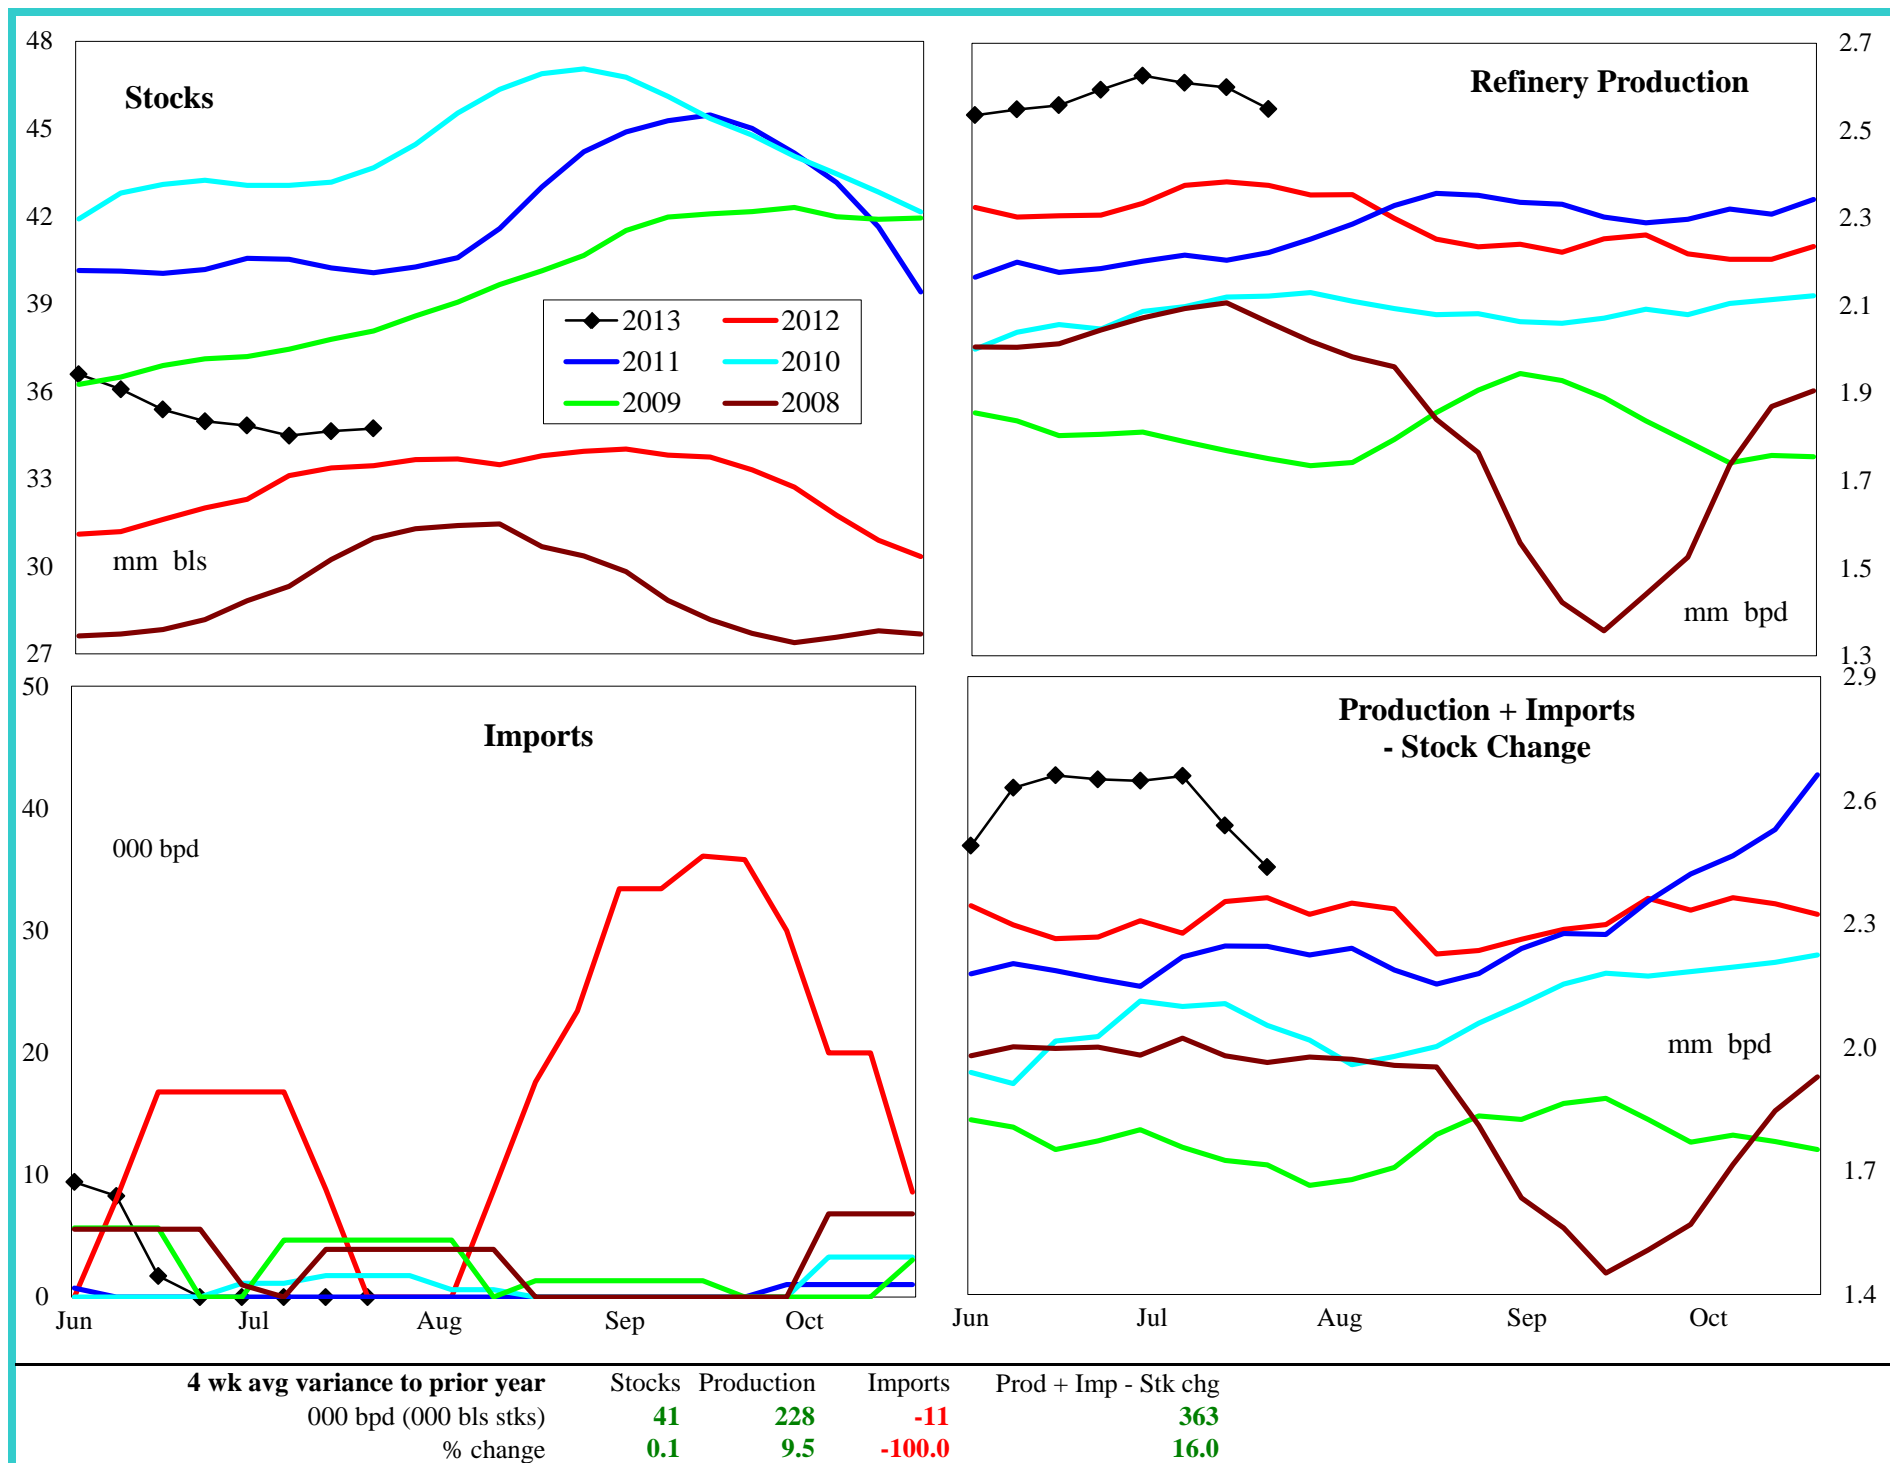 Stocks
48
45
42
39
36
33
30
27
mm bls
2013
2012
2011
2010
2009
2008
Refinery Production
2.7
2.5
2.3
2.1
1.9
1.7
1.5
1.3
mm bpd
Imports
50
40
30
20
10
0
000 bpd
Jun Jul Aug Sep Oct
Production + Imports
- Stock Change
2.9
2.6
2.3
2.0
1.7
1.4
mm bpd
Jun Jul Aug Sep Oct
4 wk avg variance to prior year Stocks Production Imports Prod + Imp - Stk chg
000 bpd (000 bls stks) 41 228 -11 363
% change 0.1 9.5 -100.0 16.0